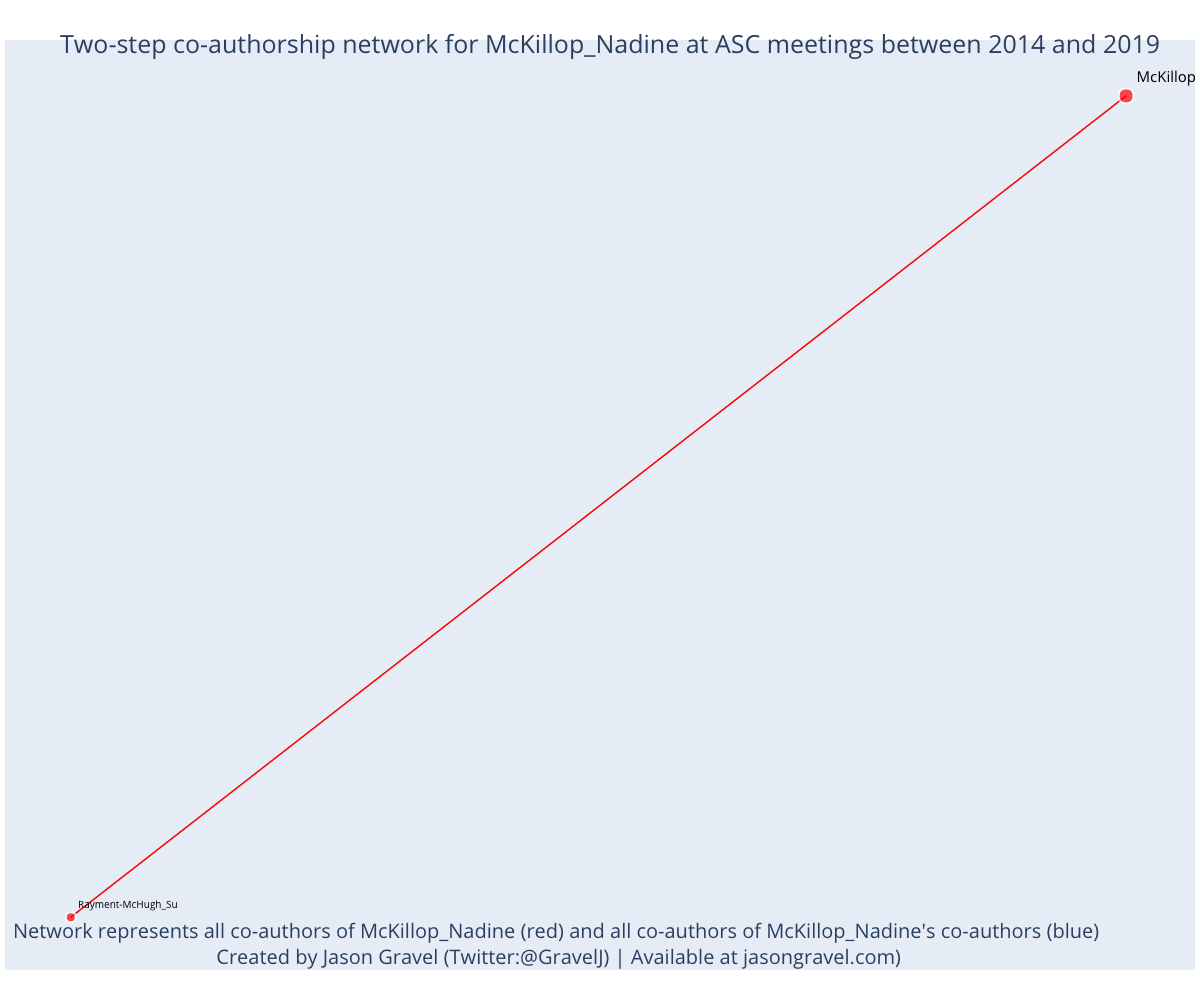 Two-step co-authorship network for McKillop_Nadine at ASC meetings between 2014 and 2019
McKillop
Rayment-McHugh_Su
Network represents all co-authors of McKillop_Nadine (red) and all co-authors of McKillop_Nadine's co-authors (blue)
Created by Jason Gravel (Twitter:@GravelJ) | Available at jasongravel.com)